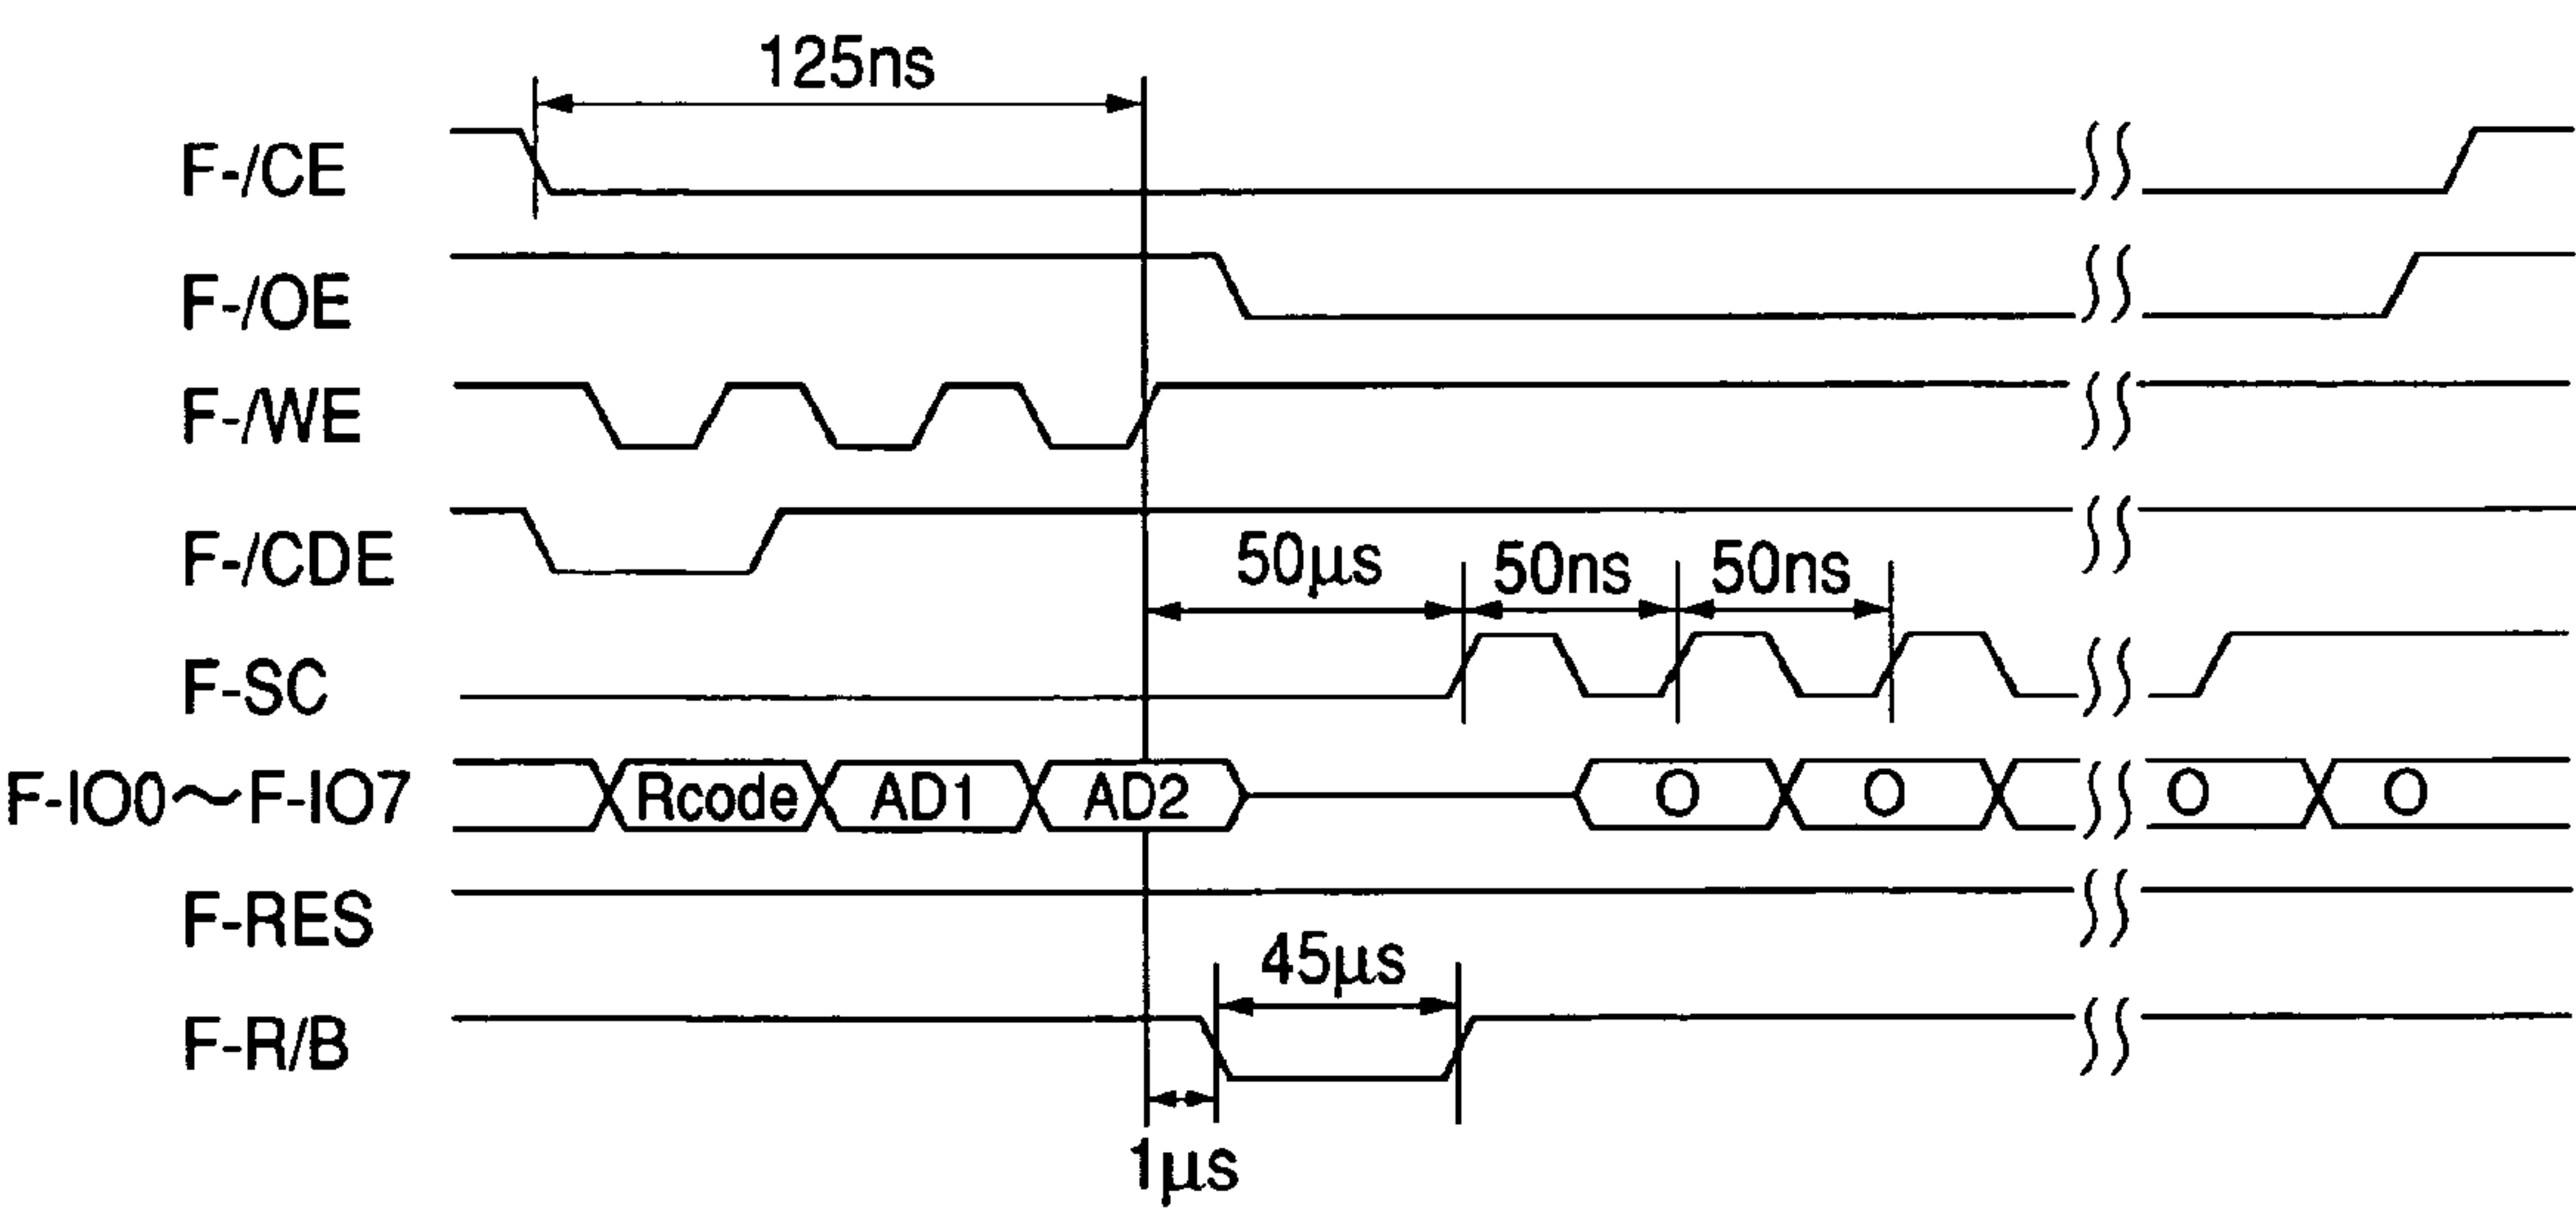 125ns
F-/CE
F-/OE
F-/WE
F-/CDE
50μs 50ns 50ns
F-SC
F-IO0～F-IO7 Rcode AD1 AD2 O O O O
F-RES
45μs
F-R/B
1μs